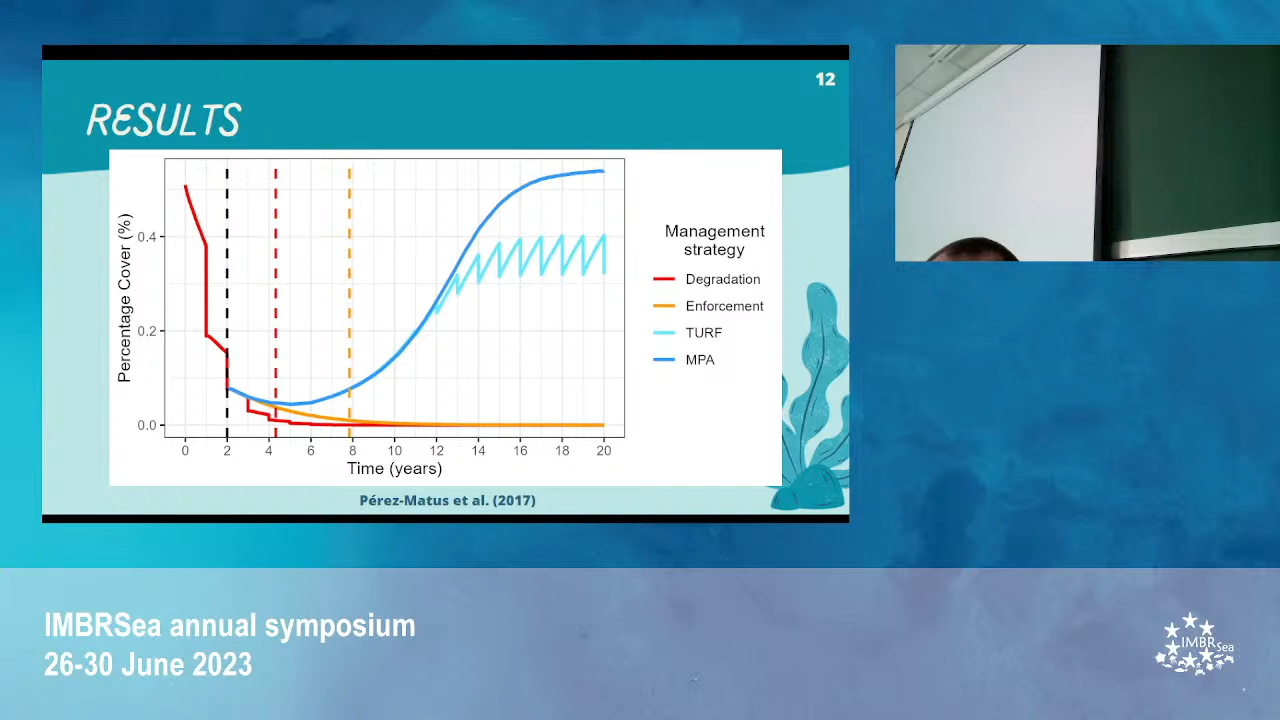 12
RESULTS
Percentage Cover (%)
0.4
0.2
0.0
0 2 4 6 8 10 12 14 16 18 20
Time (years)
Management
strategy
Degradation
Enforcement
TURF
MPA
Pérez-Matus et al. (2017)
IMBRSea annual symposium
26-30 June 2023
IMBRSea